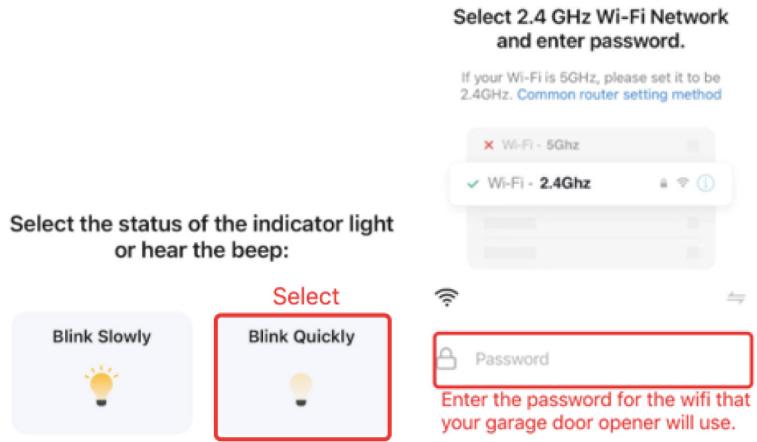 Select the status of the indicator light
or hear the beep:
Select
Blink Slowly
Blink Quickly
Select 2.4 GHz Wi-Fi Network
and enter password.
If your Wi-Fi is 5GHz, please set it to be
2.4GHz. Common router setting method
Wi-Fi - 5Ghz
Wi-Fi - 2.4Ghz
Password
Enter the password for the wifi that
your garage door opener will use.